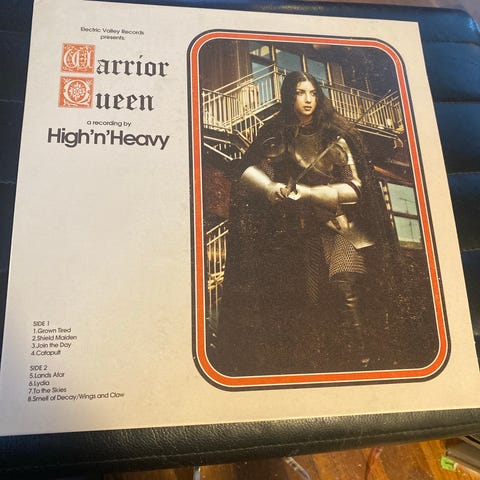 Electric Valley Records
presents:
Warrior
Queen
a recording by
High'n'Heavy
SIDE 1
1.Grown Tired
2.Shield Maiden
3.Join the Day
4.Catapult
SIDE 2
5.Lands Afar
6.Lydia
7.To the Skies
8.Smell of Decay/Wings and Claw